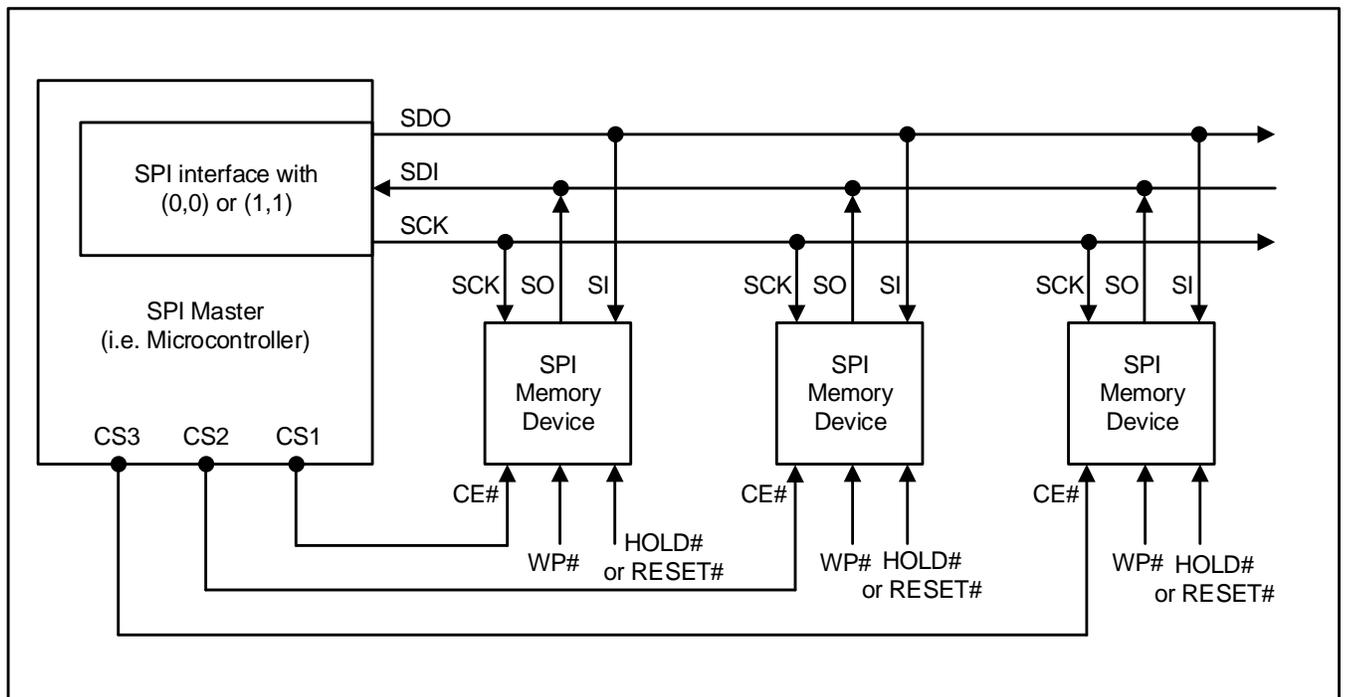 SDO
SPI interface with
(0,0) or (1,1)
SDI
SCK
SPI Master
(i.e. Microcontroller)
SCK SO SI
SCK SO SI
SCK SO SI
SPI
Memory
Device
SPI
Memory
Device
SPI
Memory
Device
CS3 CS2 CS1
CE#
WP#
HOLD#
or RESET#
CE#
WP#
HOLD#
or RESET#
CE#
WP#
HOLD#
or RESET#